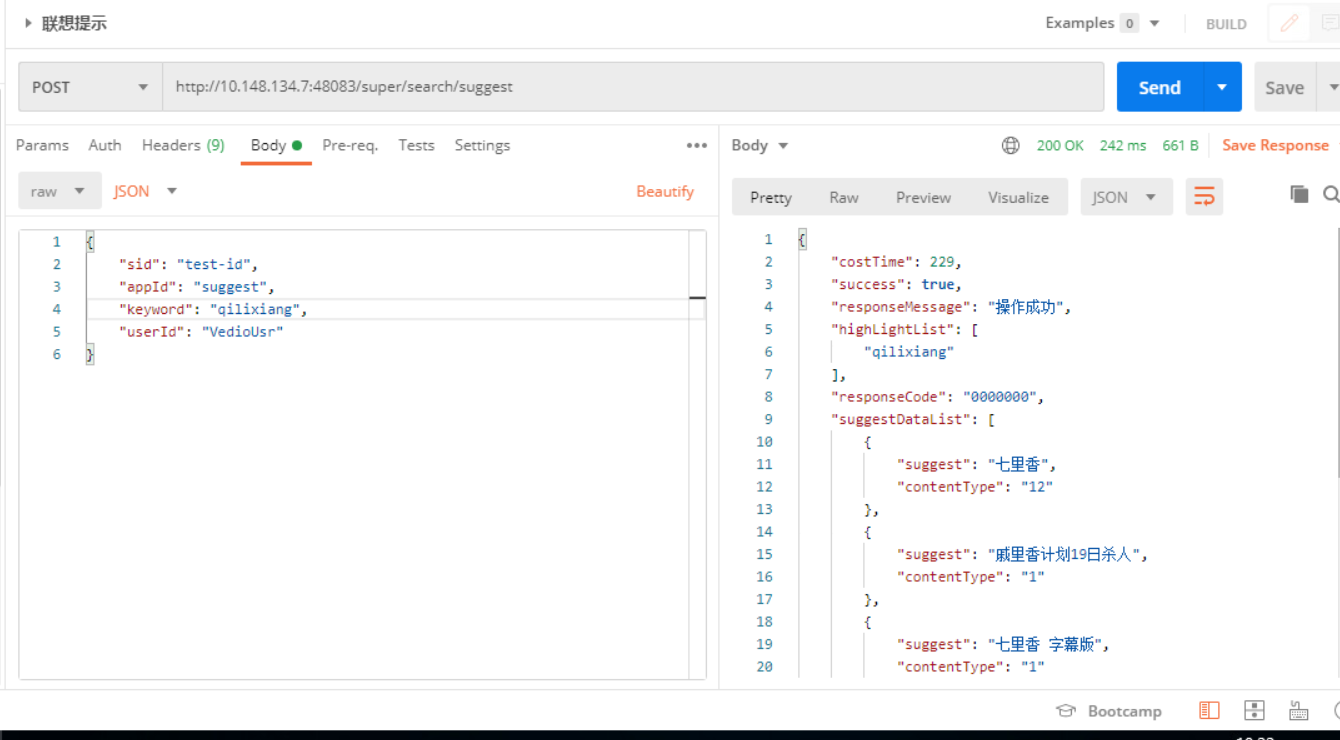 联想提示
Examples 0 BUILD
POST http://10.148.134.7:48083/super/search/suggest Send Save
Params Auth Headers (9) Body Pre-req. Tests Settings
raw JSON Beautify
1 {
2 "sid": "test-id",
3 "appId": "suggest",
4 "keyword": "qilixiang",
5 "userId": "VedioUsr"
6 }
Body 200 OK 242 ms 661 B Save Response
Pretty Raw Preview Visualize JSON
1 {
2 "costTime": 229,
3 "success": true,
4 "responseMessage": "操作成功",
5 "highLightList": [
6 "qilixiang"
7 ],
8 "responseCode": "0000000",
9 "suggestDataList": [
10 {
11 "suggest": "七里香",
12 "contentType": "12"
13 },
14 {
15 "suggest": "戚里香计划19日杀人",
16 "contentType": "1"
17 },
18 {
19 "suggest": "七里香 字幕版",
20 "contentType": "1"
Bootcamp